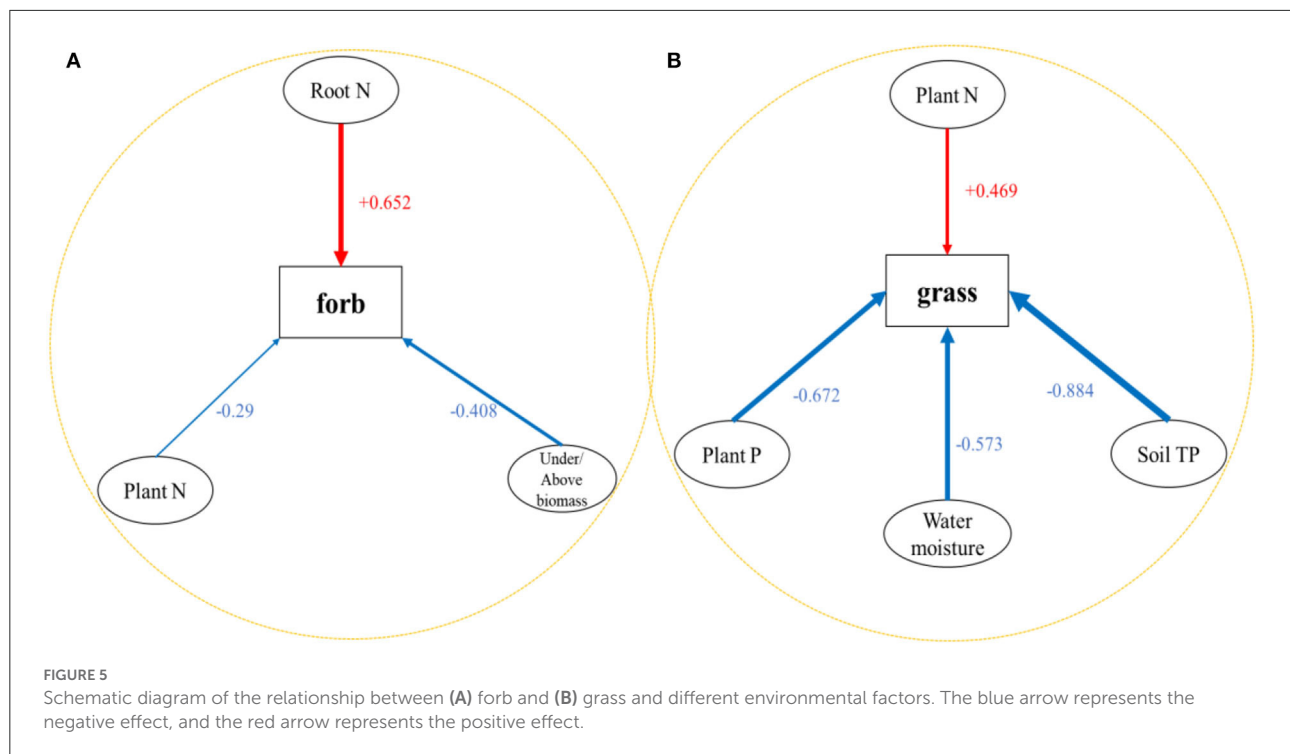 A
Root N
+0.652
forb
-0.29
-0.408
Plant N
Under/
Above
biomass
B
Plant N
+0.469
grass
-0.672
-0.573
-0.884
Plant P
Water
moisture
Soil TP
FIGURE 5
Schematic diagram of the relationship between (A) forb and (B) grass and different environmental factors. The blue arrow represents the
negative effect, and the red arrow represents the positive effect.